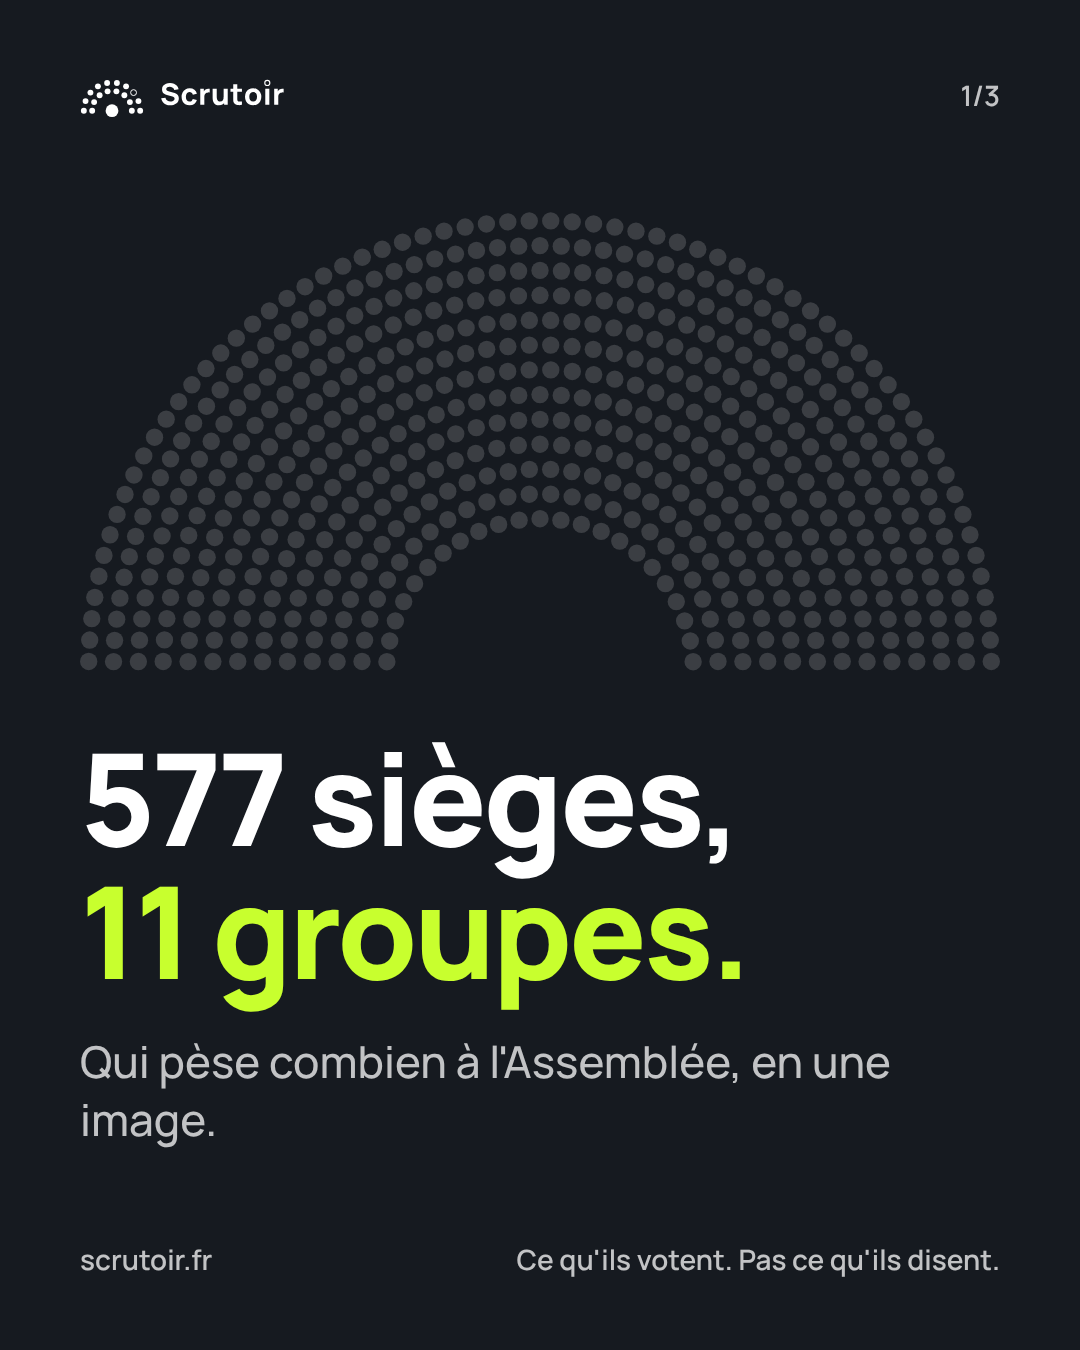 Scrutoir
1/3
577 sièges,
11 groupes.
Qui pèse combien à l'Assemblée, en une
image.
scrutoir.fr
Ce qu'ils votent. Pas ce qu'ils disent.